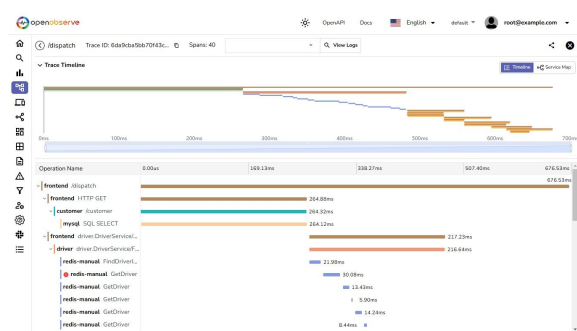 openobserve
OpenAPI Docs English default root@example.com
/dispatch Trace ID: 6da9cba5bb70f43c... Spans: 40 View Logs
Trace Timeline
Timeline Service Map
0ms 100ms 200ms 300ms 400ms 500ms 600ms 700ms
Operation Name 0.00us 169.13ms 338.27ms 507.40ms 676.53ms
676.53ms
frontend /dispatch
frontend HTTP GET 264.88ms
customer /customer 264.32ms
mysql SQL SELECT 264.12ms
frontend driver.DriverService/... 217.23ms
driver driver.DriverService/F... 216.64ms
redis-manual FindDriverI... 21.98ms
redis-manual GetDriver 30.08ms
redis-manual GetDriver 13.43ms
redis-manual GetDriver 5.90ms
redis-manual GetDriver 14.24ms
redis-manual GetDriver 8.44ms